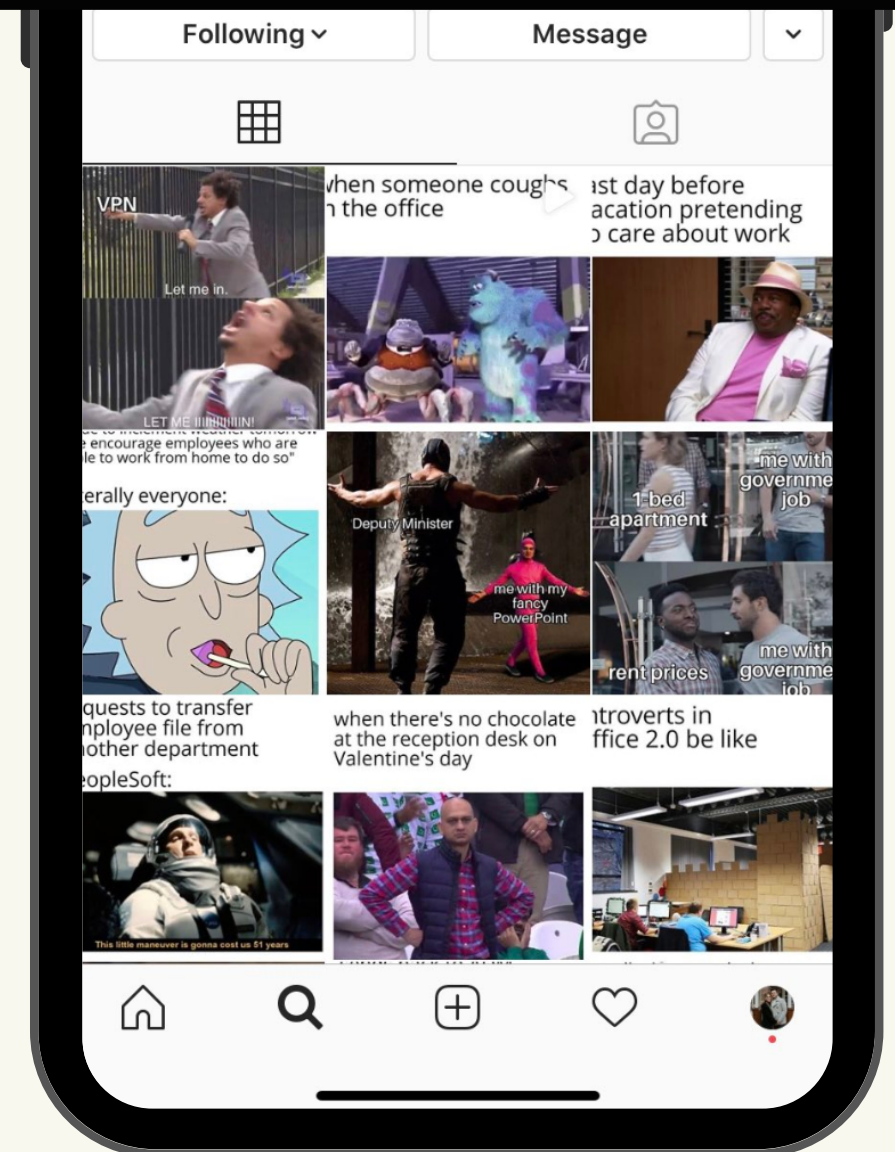 Following
Message
VPN
Let me in.
LET ME IIIIIIIIIIIIN!
when someone coughs
n the office
ast day before
acation pretending
o care about work
encourage employees who are
le to work from home to do so"
terally everyone:
Deputy Minister
me with my
fancy
PowerPoint
1-bed
apartment
me with
governme
job
rent prices
me with
governme
job
quests to transfer
mployee file from
nother department
eopleSoft:
This little maneuver is gonna cost us 51 years
when there's no chocolate
at the reception desk on
Valentine's day
ntroverts in
ffice 2.0 be like